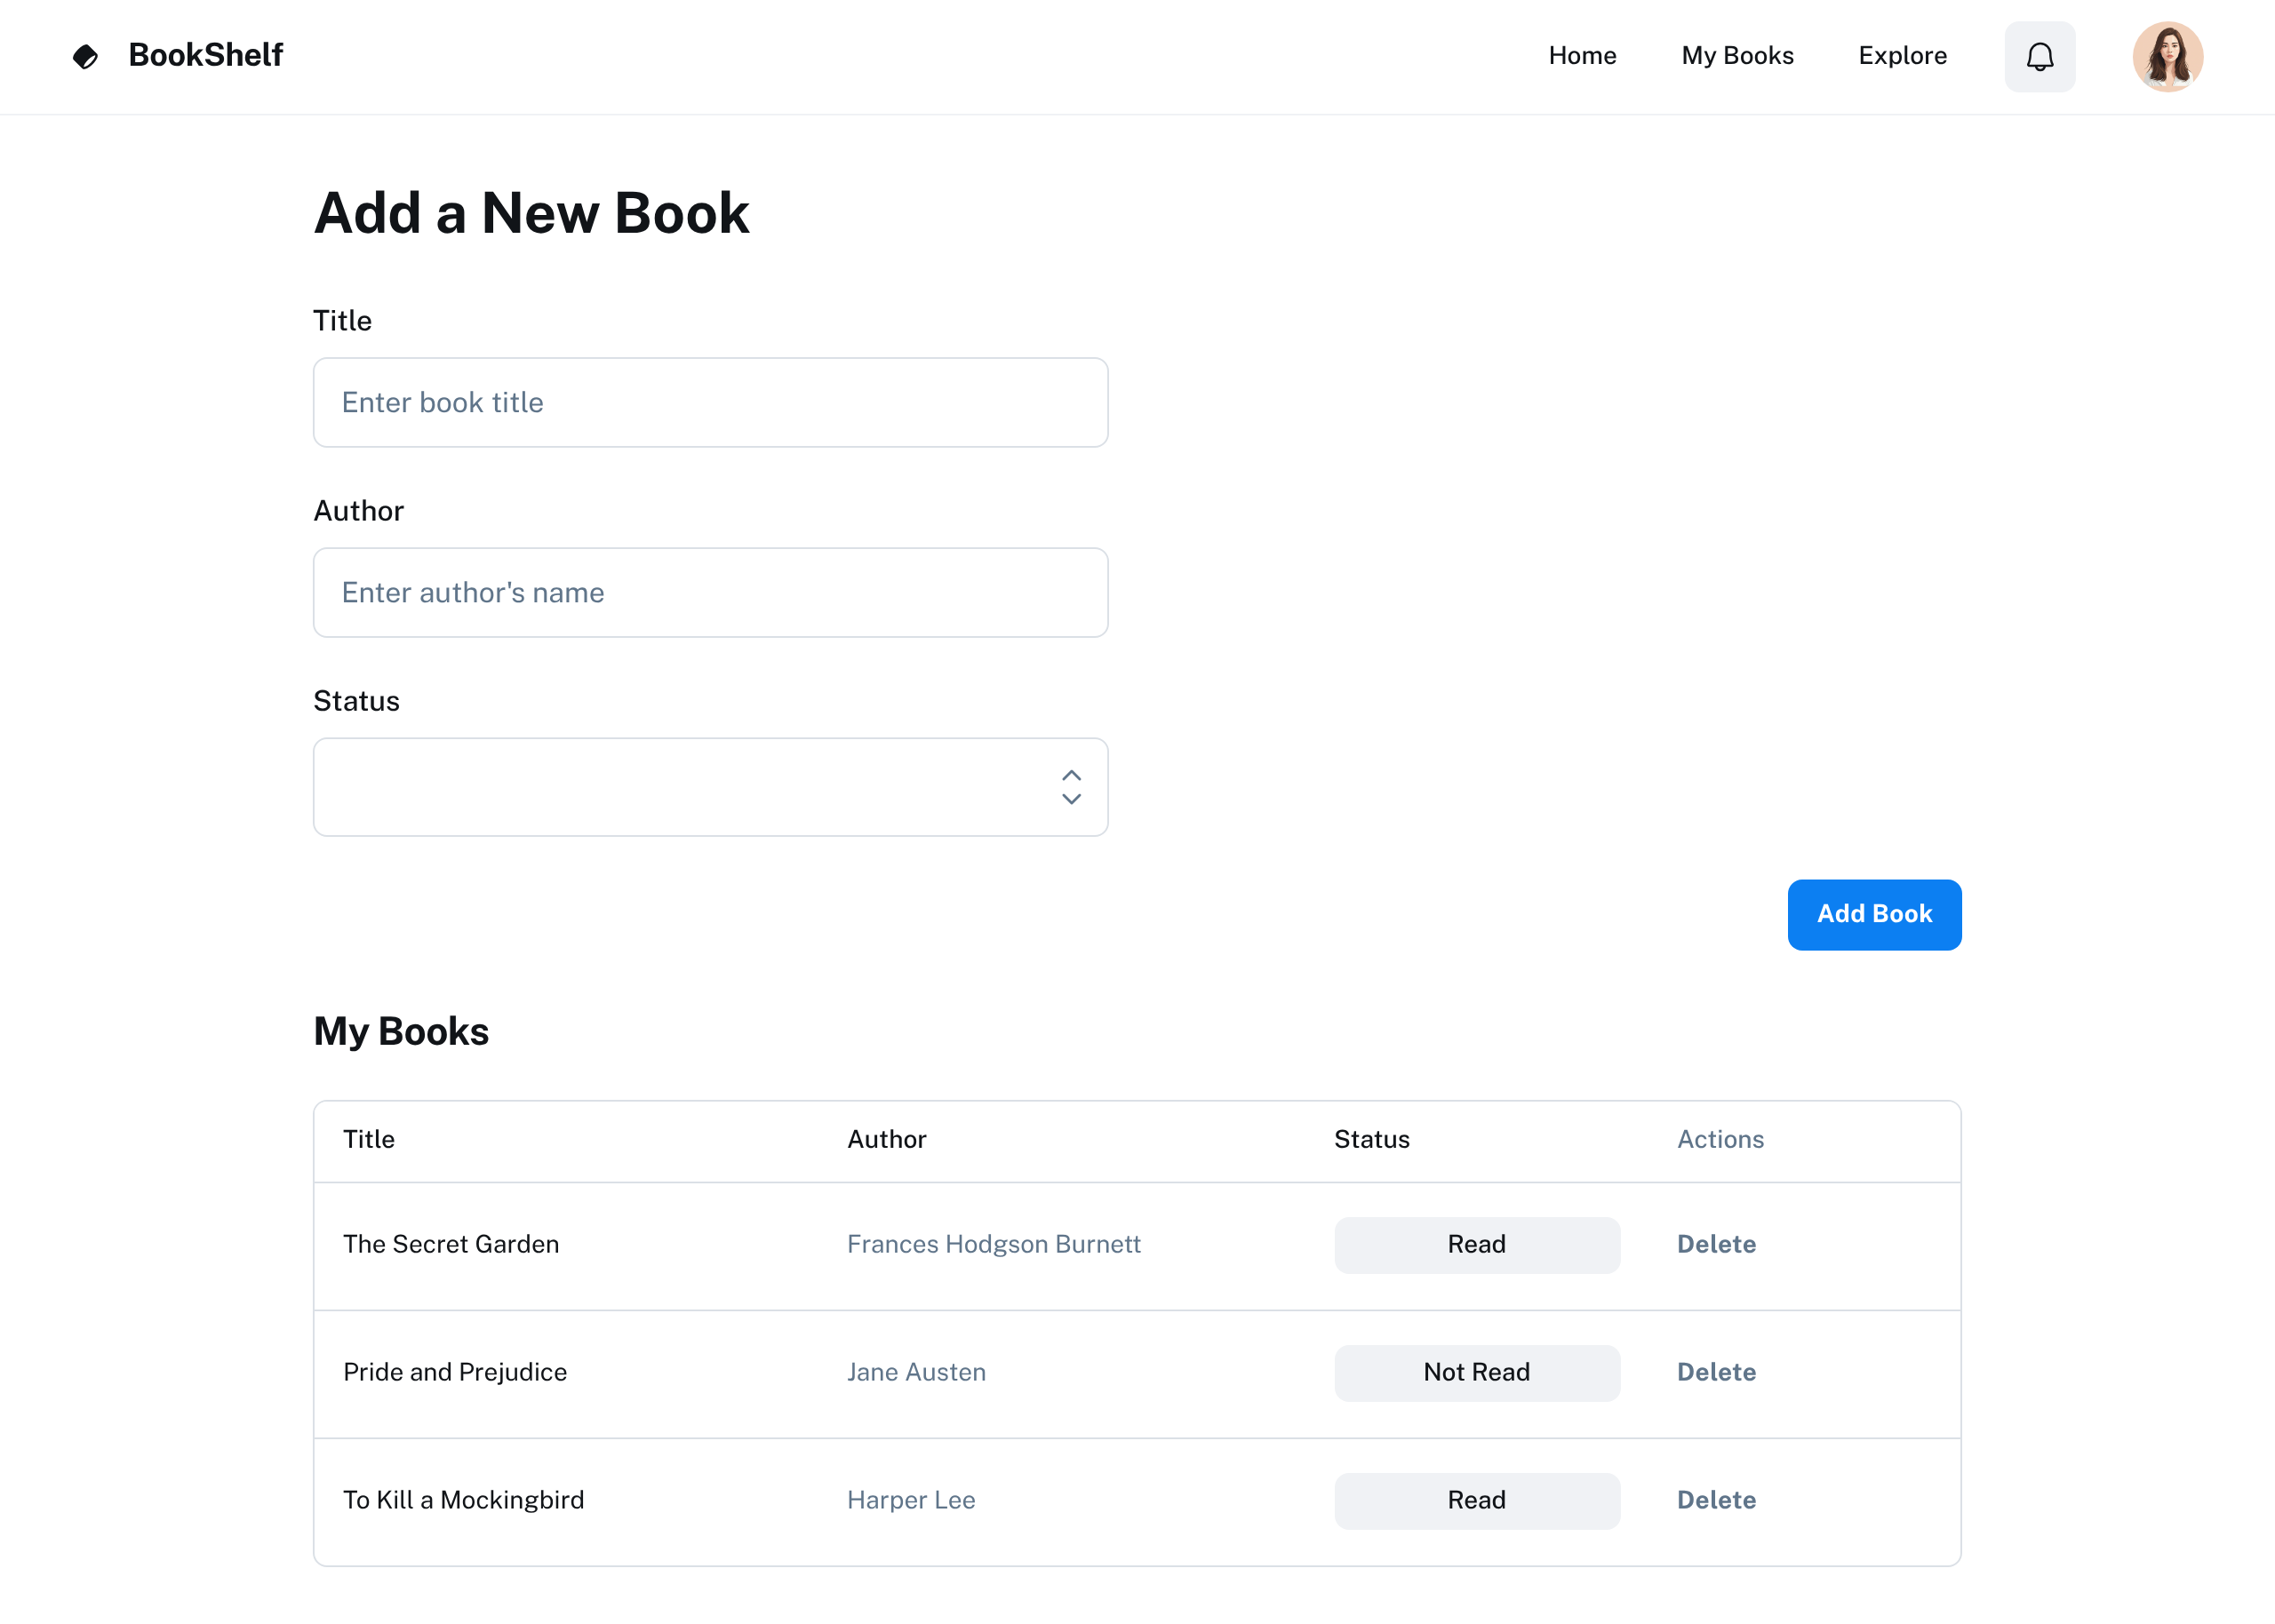 BookShelf Home My Books Explore
Add a New Book
Title
Enter book title
Author
Enter author's name
Status
Add Book
My Books
Title Author Status Actions
The Secret Garden Frances Hodgson Burnett Read Delete
Pride and Prejudice Jane Austen Not Read Delete
To Kill a Mockingbird Harper Lee Read Delete